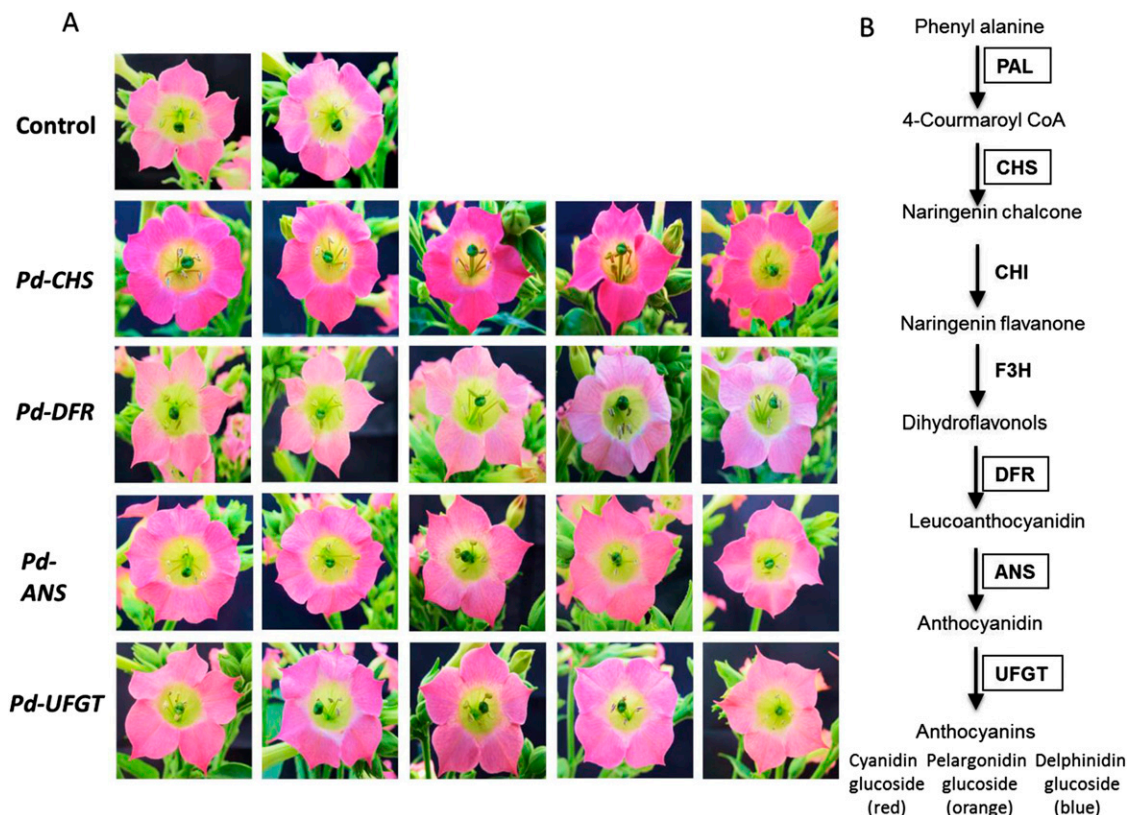 A
Control
Pd-CHS
Pd-DFR
Pd-
ANS
Pd-UFGT
B
Phenyl alanine
PAL
4-Courmaroyl CoA
CHS
Naringenin chalcone
CHI
Naringenin flavanone
F3H
Dihydroflavonols
DFR
Leucoanthocyanidin
ANS
Anthocyanidin
UFGT
Anthocyanins
Cyanidin Pelargonidin Delphinidin
glucoside glucoside glucoside
(red) (orange) (blue)